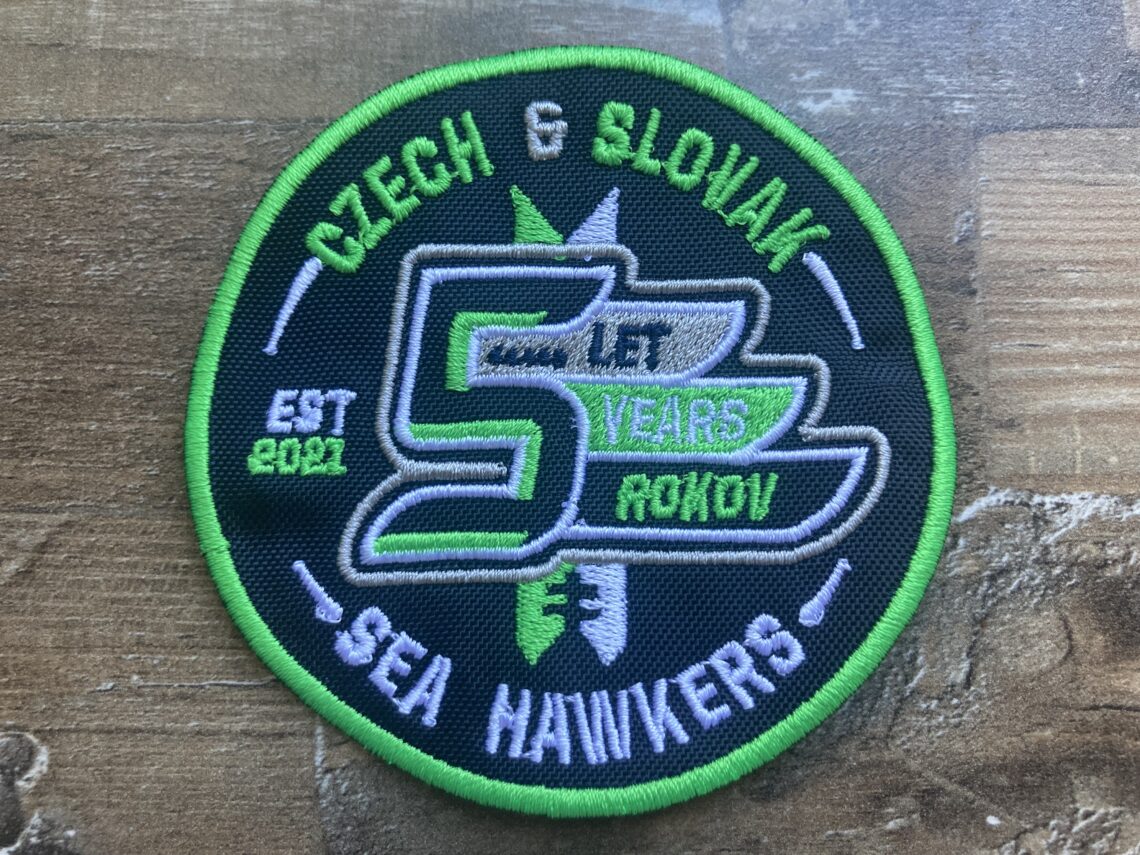 CZECH & SLOVAK
5
LET
YEARS
ROKOV
EST
2021
SEA HAWKERS